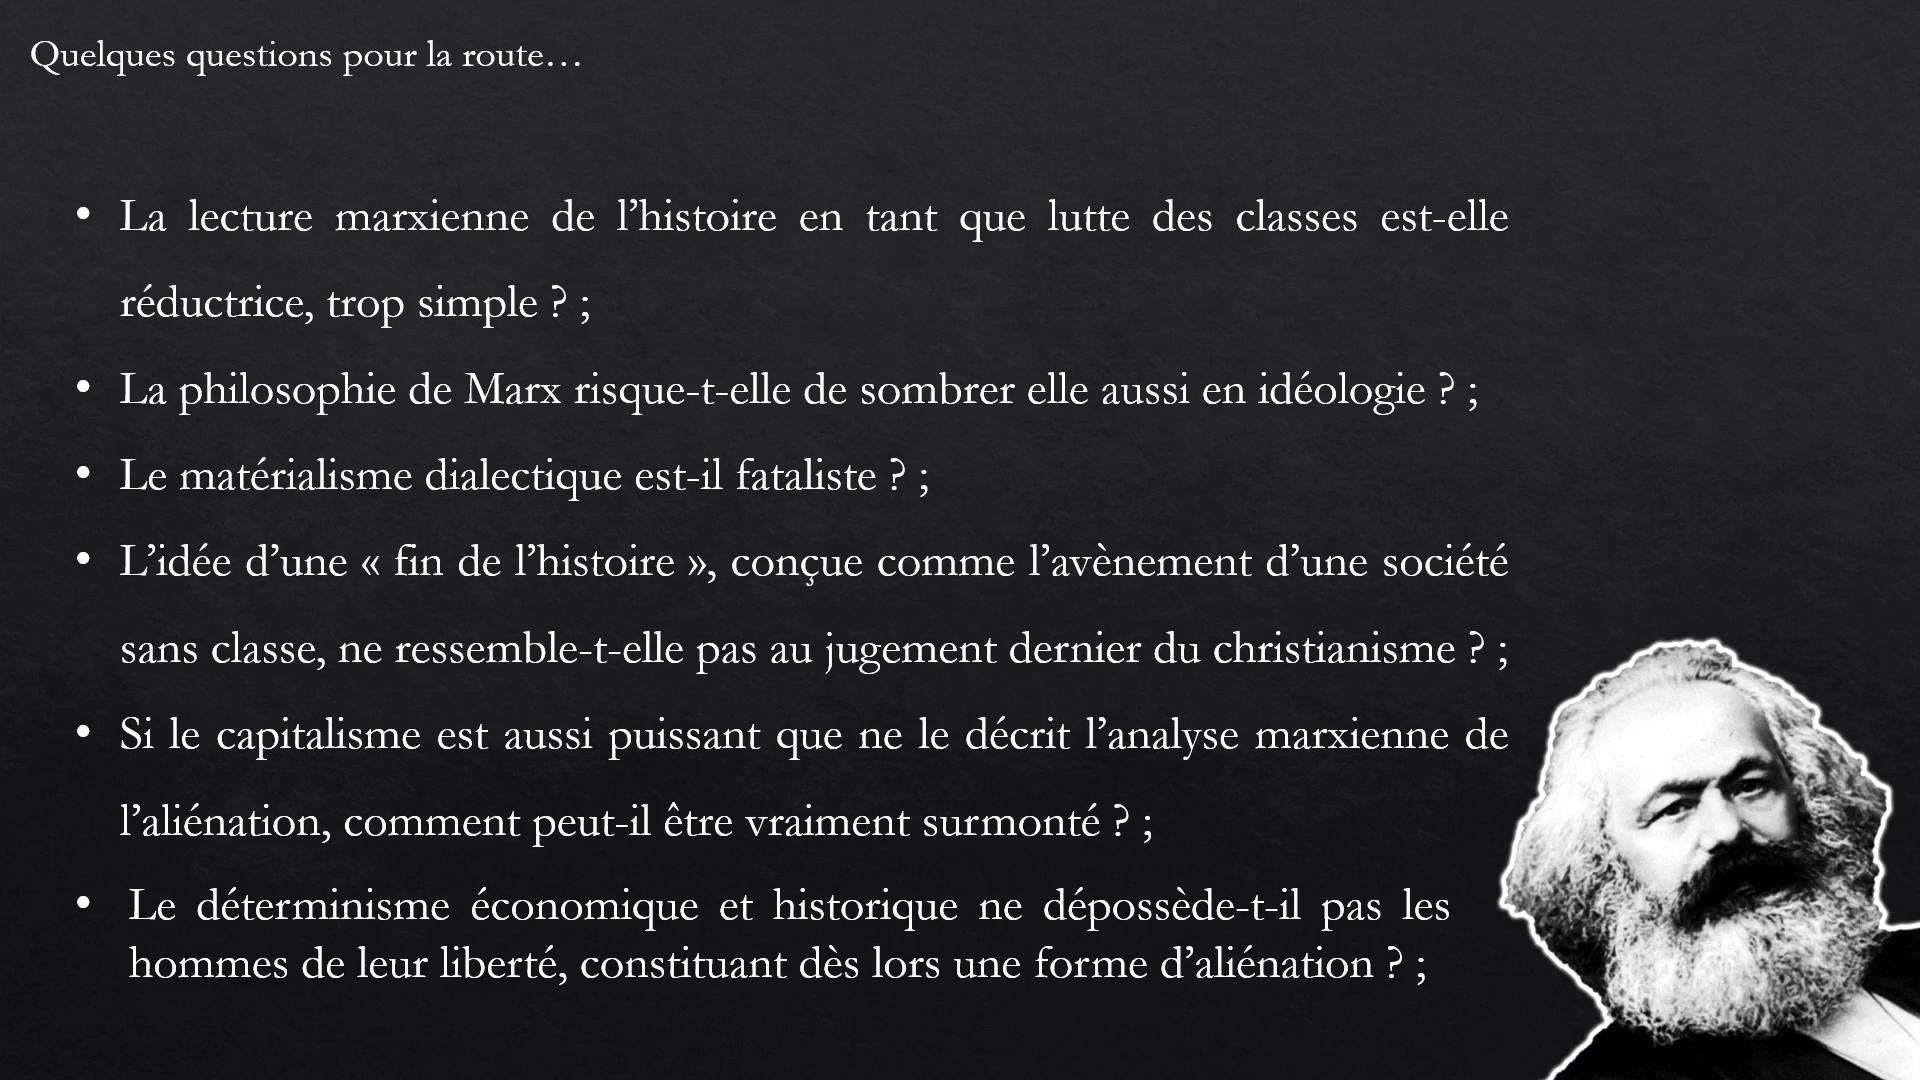 Quelques questions pour la route…
• La lecture marxienne de l’histoire en tant que lutte des classes est-elle
réductrice, trop simple ? ;
• La philosophie de Marx risque-t-elle de sombrer elle aussi en idéologie ? ;
• Le matérialisme dialectique est-il fataliste ? ;
• L’idée d’une « fin de l’histoire », conçue comme l’avènement d’une société
sans classe, ne ressemble-t-elle pas au jugement dernier du christianisme ? ;
• Si le capitalisme est aussi puissant que ne le décrit l’analyse marxienne de
l’aliénation, comment peut-il être vraiment surmonté ? ;
• Le déterminisme économique et historique ne dépossède-t-il pas les
hommes de leur liberté, constituant dès lors une forme d’aliénation ? ;